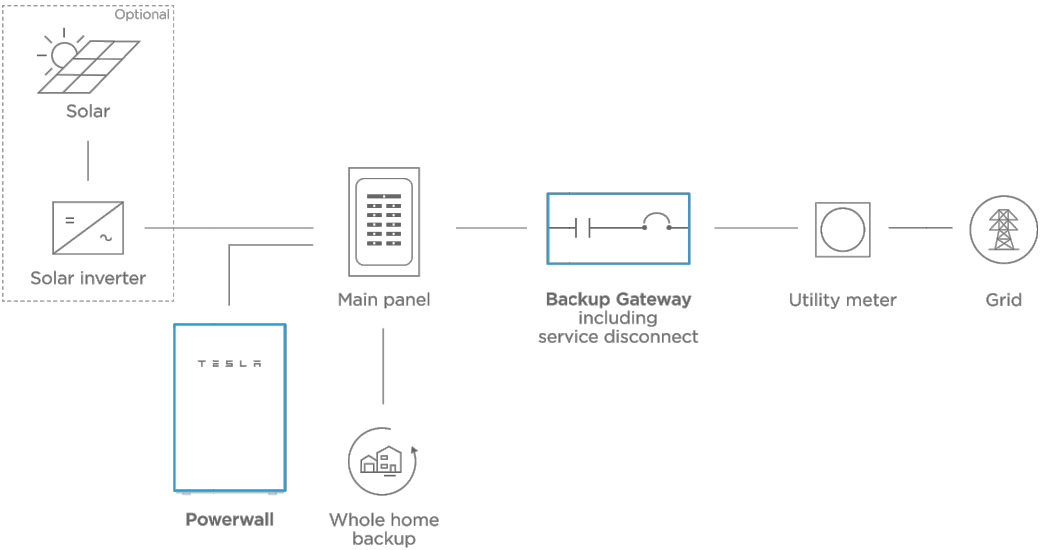 Optional
Solar
Solar inverter
Main panel
Backup Gateway
including
service disconnect
Utility meter
Grid
TESLA
Powerwall
Whole home
backup